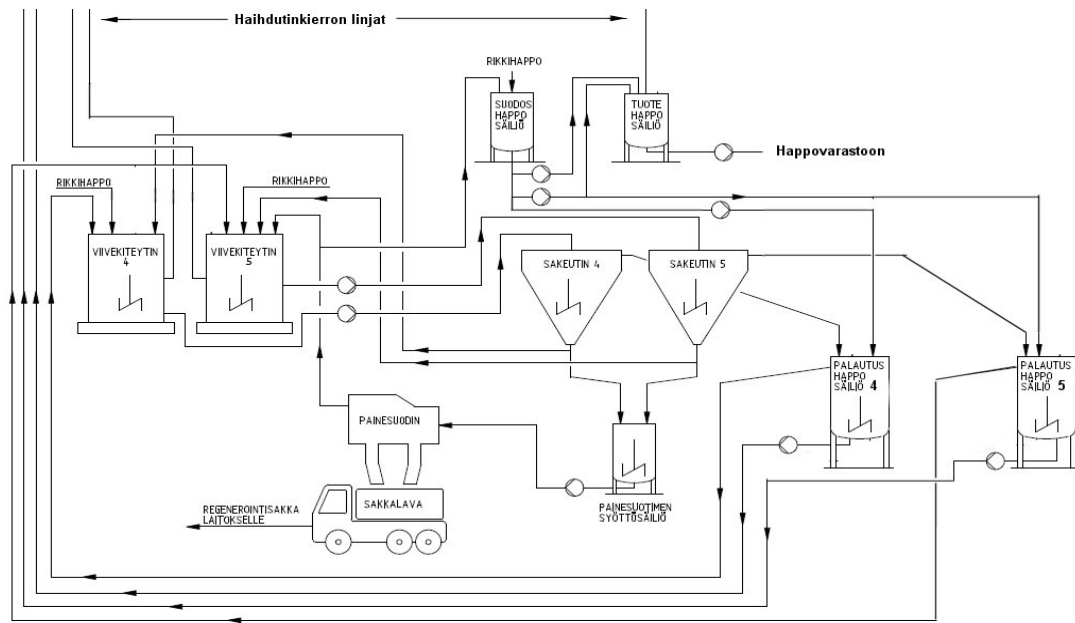 Haihdutinkierron linjat
RIKKIHAPPO
SUODOS
HAPPO
SÄILIÖ
TUOTE
HAPPO
SÄILIÖ
Happovarastoon
RIKKIHAPPO
RIKKIHAPPO
VIIVEKITEYTIN
4
VIIVEKITEYTIN
5
SAKEUTIN 4
SAKEUTIN 5
PALAUTUS
HAPPO
SÄILIÖ 4
PALAUTUS
HAPPO
SÄILIÖ 5
PAINESUODIN
SAKKALAVA
REGENEROINTISAKKA
LAITOKSELLE
PAINESUOTIMEN
SYÖTTÖSÄILIÖ